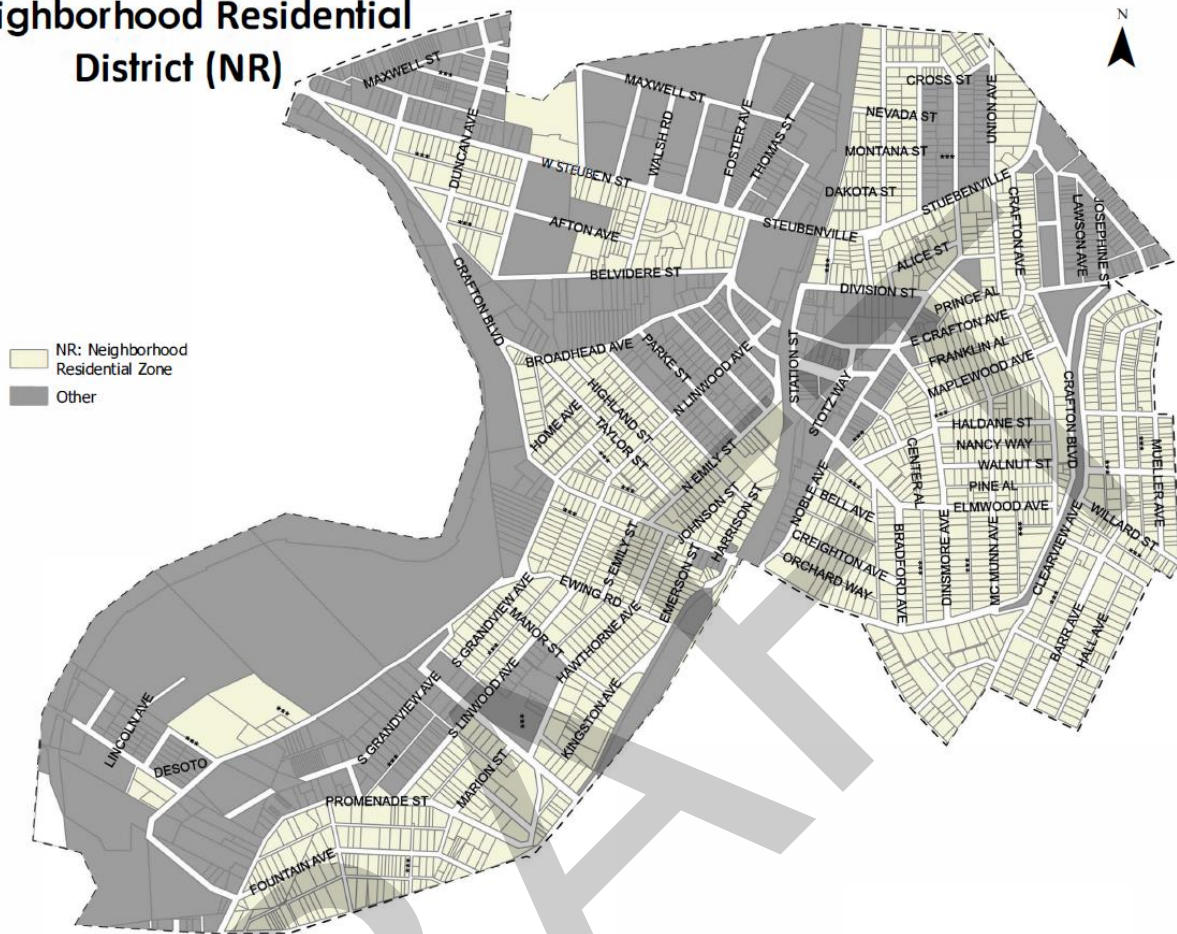 ighborhood Residential
District (NR)
N
MAXWELL ST
***
MAXWELL ST
CROSS ST
UNION AVE
NEVADA ST
WALSH RD
FOSTER AVE
THOMAS ST
DUNCAN AVE
***
MONTANA ST
***
W STEUBEN ST
DAKOTA ST
STUEBENVILLE
CRAFTON AVE
LAWSON AVE
JOSEPHINE ST
***
AFTON AVE
STEUBENVILLE
ALICE ST
***
BELVIDERE ST
CRAFTON BLVD
DIVISION ST
PRINCE AL
E CRAFTON AVE
FRANKLIN AL
MAPLEWOOD AVE
NR: Neighborhood
Residential Zone
Other
BROADHEAD AVE
PARKE ST
N LINWOOD AVE
STATION ST
STOTZ WAY
CRAFTON BLVD
HIGHLAND ST
HOME AVE
TAYLOR ST
***
***
HALDANE ST
NANCY WAY
WALNUT ST
PINE AL
ELMWOOD AVE
CENTER AL
***
***
***
MUELLER AVE
N EMILY ST
***
***
NOBLE AVE
BELL AVE
JOHNSON ST
HARRISON ST
***
WILLARD ST
***
S EMILY ST
CREIGHTON AVE
ORCHARD WAY
BRADFORD AVE
***
DINSMORE AVE
***
MC MUNN AVE
***
CLEARVIEW AVE
***
BARR AVE
HALL AVE
EWING RD
EMERSON ST
S GRANDVIEW AVE
MANOR ST
HAWTHORNE AVE
***
S LINWOOD AVE
***
KINGSTON AVE
S GRANDVIEW AVE
***
LINCOLN AVE
***
***
DESOTO
MARION ST
PROMENADE ST
FOUNTAIN AVE
***
RAF